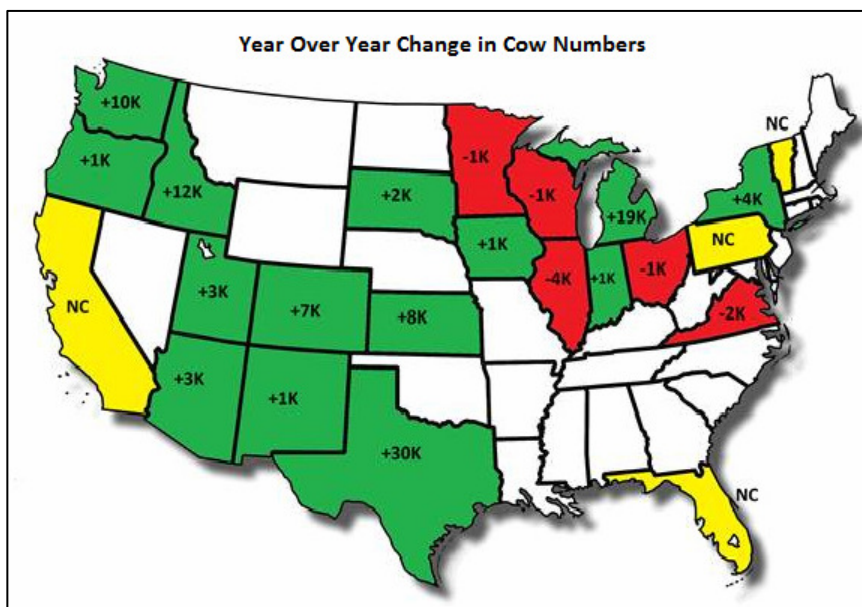 Year Over Year Change in Cow Numbers
+10K
+1K
+12K
NC
+3K
+7K
+3K
+1K
+30K
+2K
+1K
+8K
-1K
-1K
-4K
+1K
-1K
+19K
NC
+4K
NC
-2K
NC